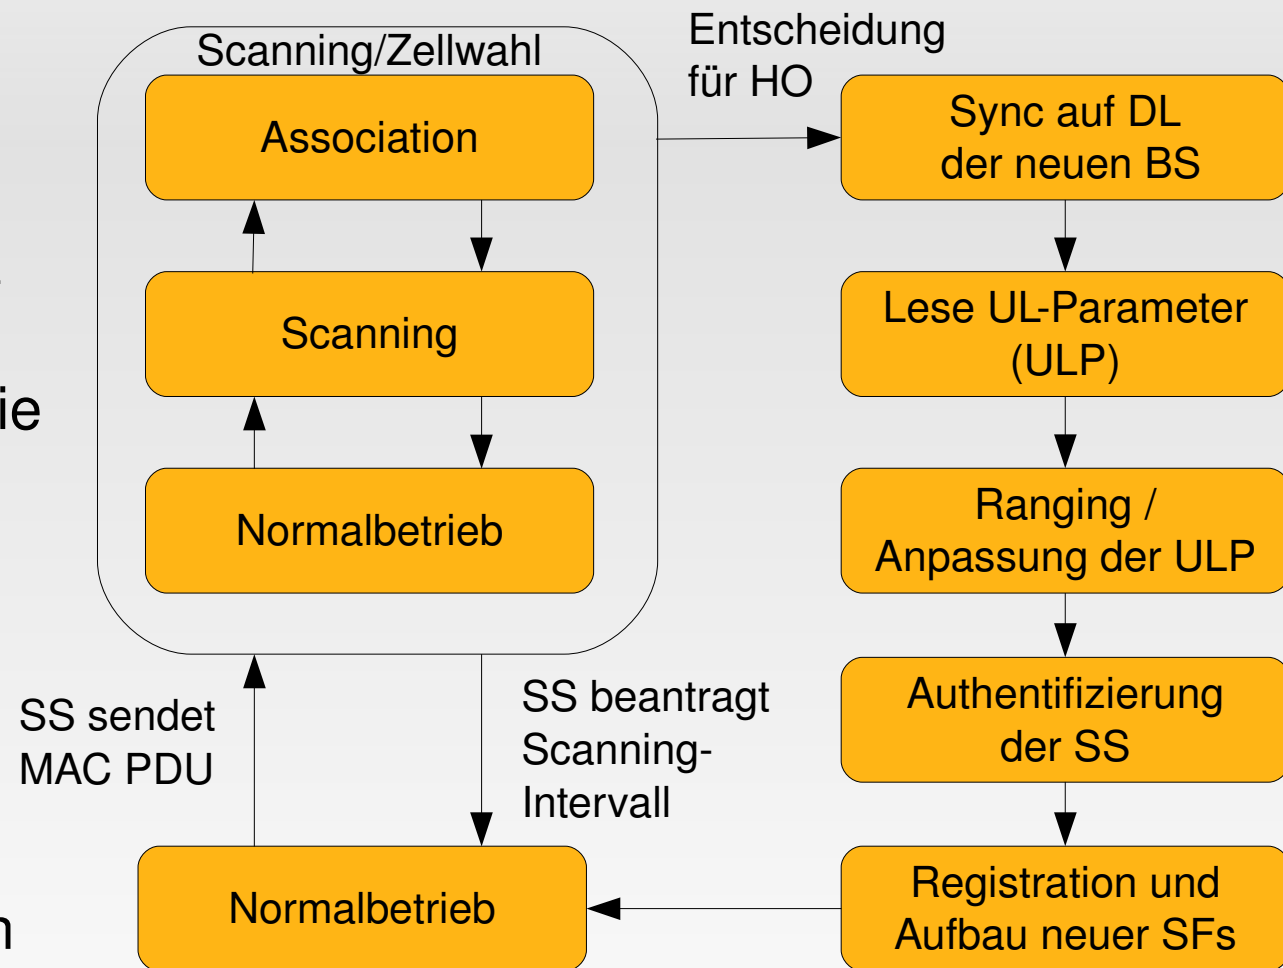 Scanning/Zellwahl
Association
Scanning
Normalbetrieb
Entscheidung
für HO
Sync auf DL
der neuen BS
Lese UL-Parameter
(ULP)
Ranging /
Anpassung der ULP
Authentifizierung
der SS
Registration und
Aufbau neuer SFs
SS sendet
MAC PDU
SS beantragt
Scanning-
Intervall
Normalbetrieb
ie